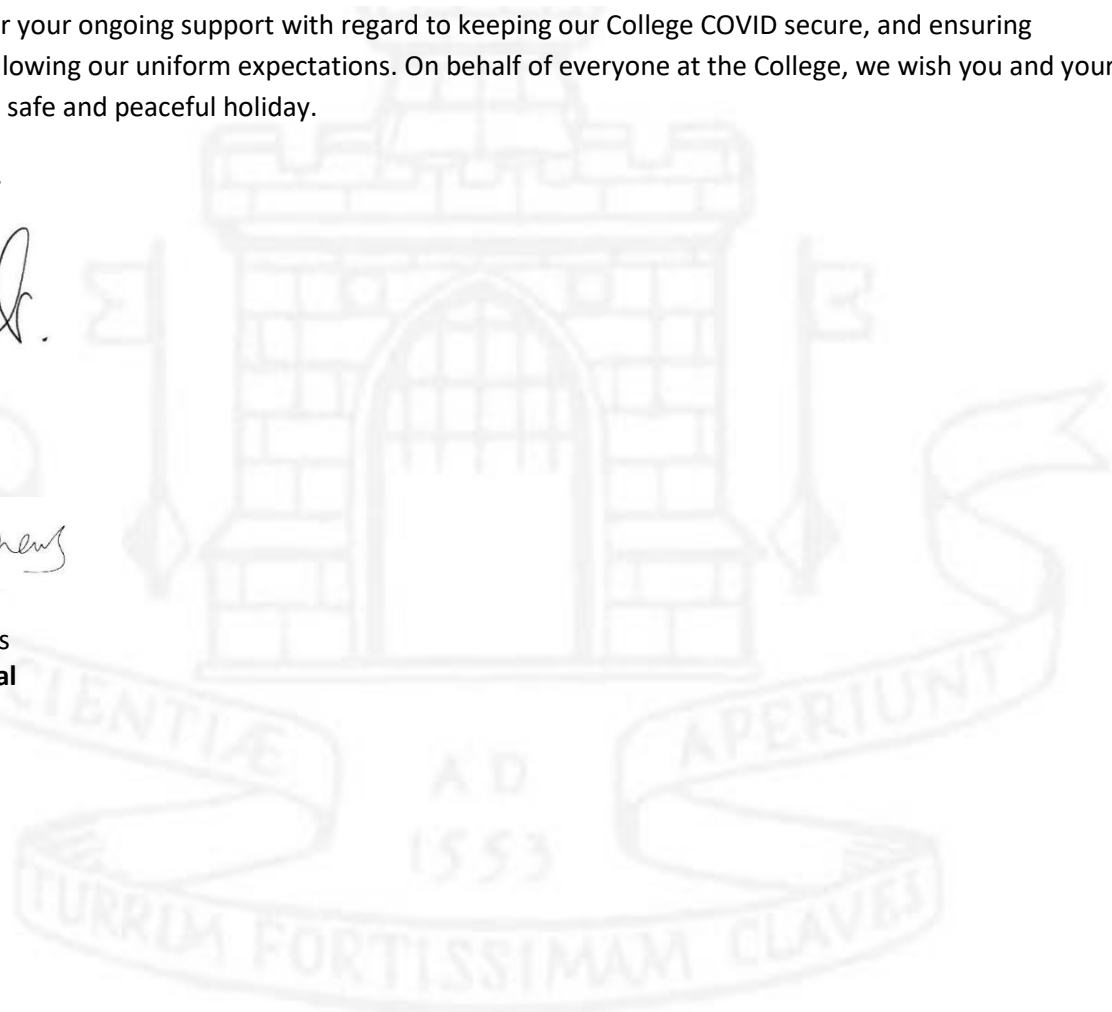 r your ongoing support with regard to keeping our College COVID secure, and ensuring
lowing our uniform expectations. On behalf of everyone at the College, we wish you and your
safe and peaceful holiday.
s
al
CIENTIÆ
APERIUNT
A D
1553
TURRIM FORTISSIMAM CLAVES